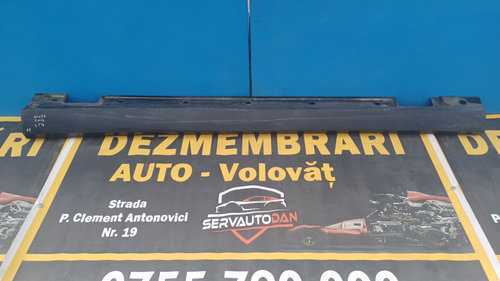 DEZMEMBRARI
AUTO - Volovăț
Strada
P. Clement Antonovici
Nr. 19
SERVAUTODAN